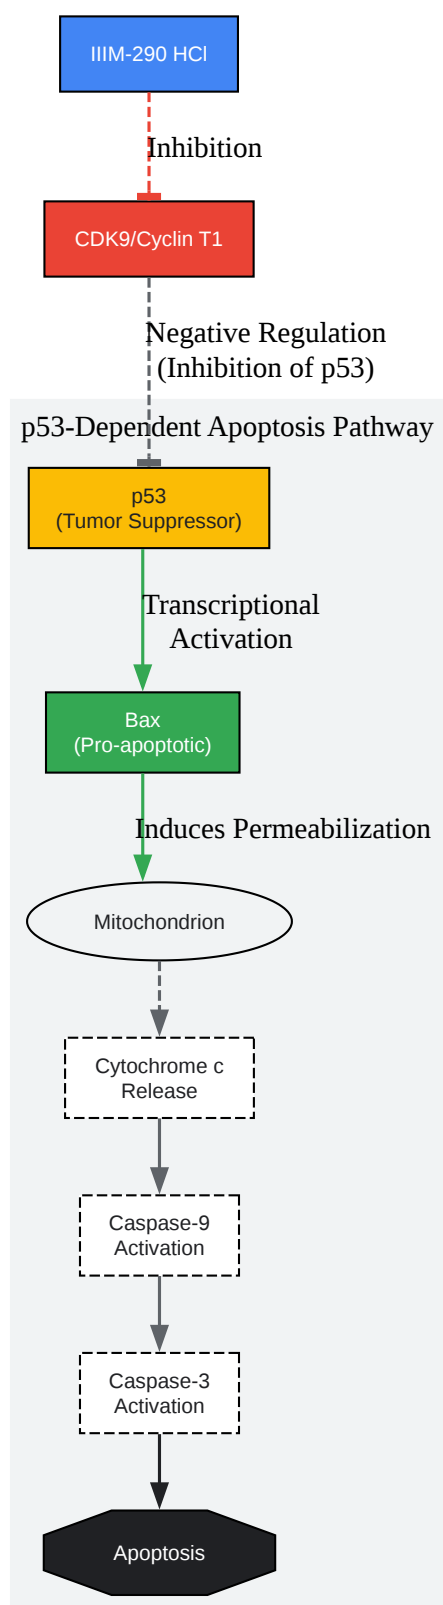 IIIM-290 HCl
Inhibition
CDK9/Cyclin T1
Negative Regulation
(Inhibition of p53)
p53-Dependent Apoptosis Pathway
p53
(Tumor Suppressor)
Transcriptional
Activation
Bax
(Pro-apoptotic)
Induces Permeabilization
Mitochondrion
Cytochrome c
Release
Caspase-9
Activation
Caspase-3
Activation
Apoptosis